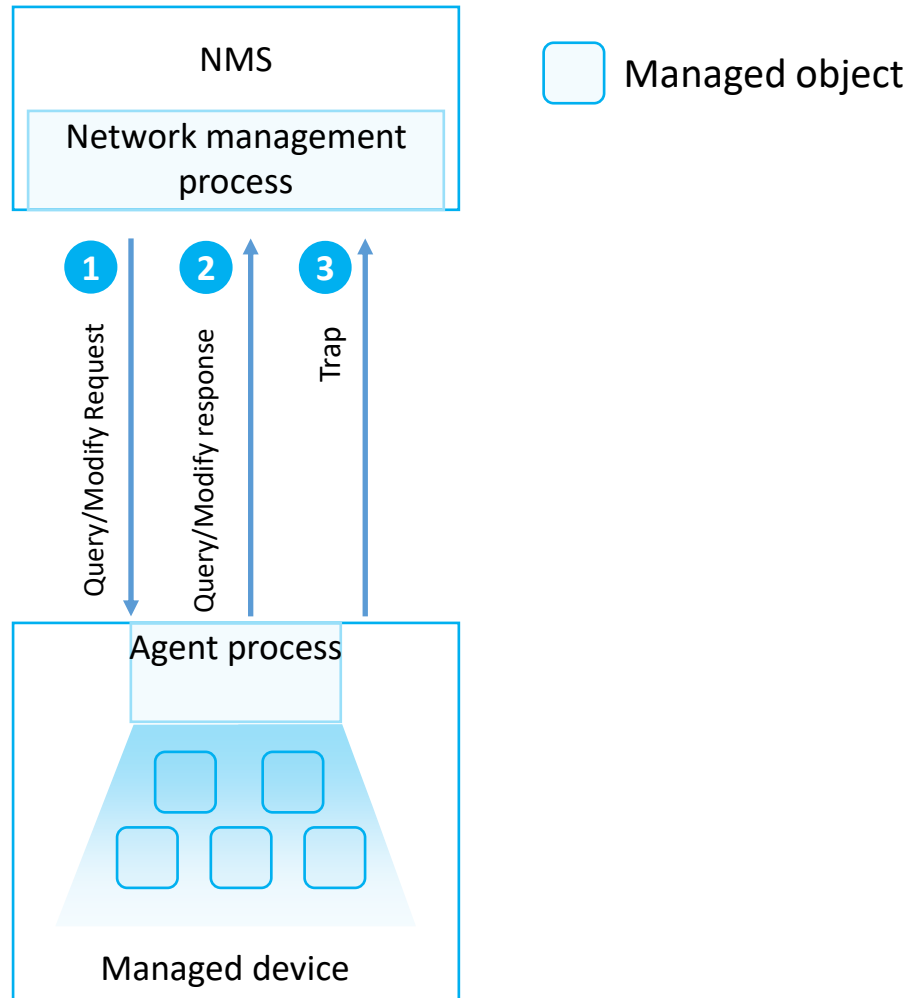 NMS
Managed object
Network management
process
1
2
3
Query/Modify Request
Query/Modify response
Trap
Agent process
Managed device